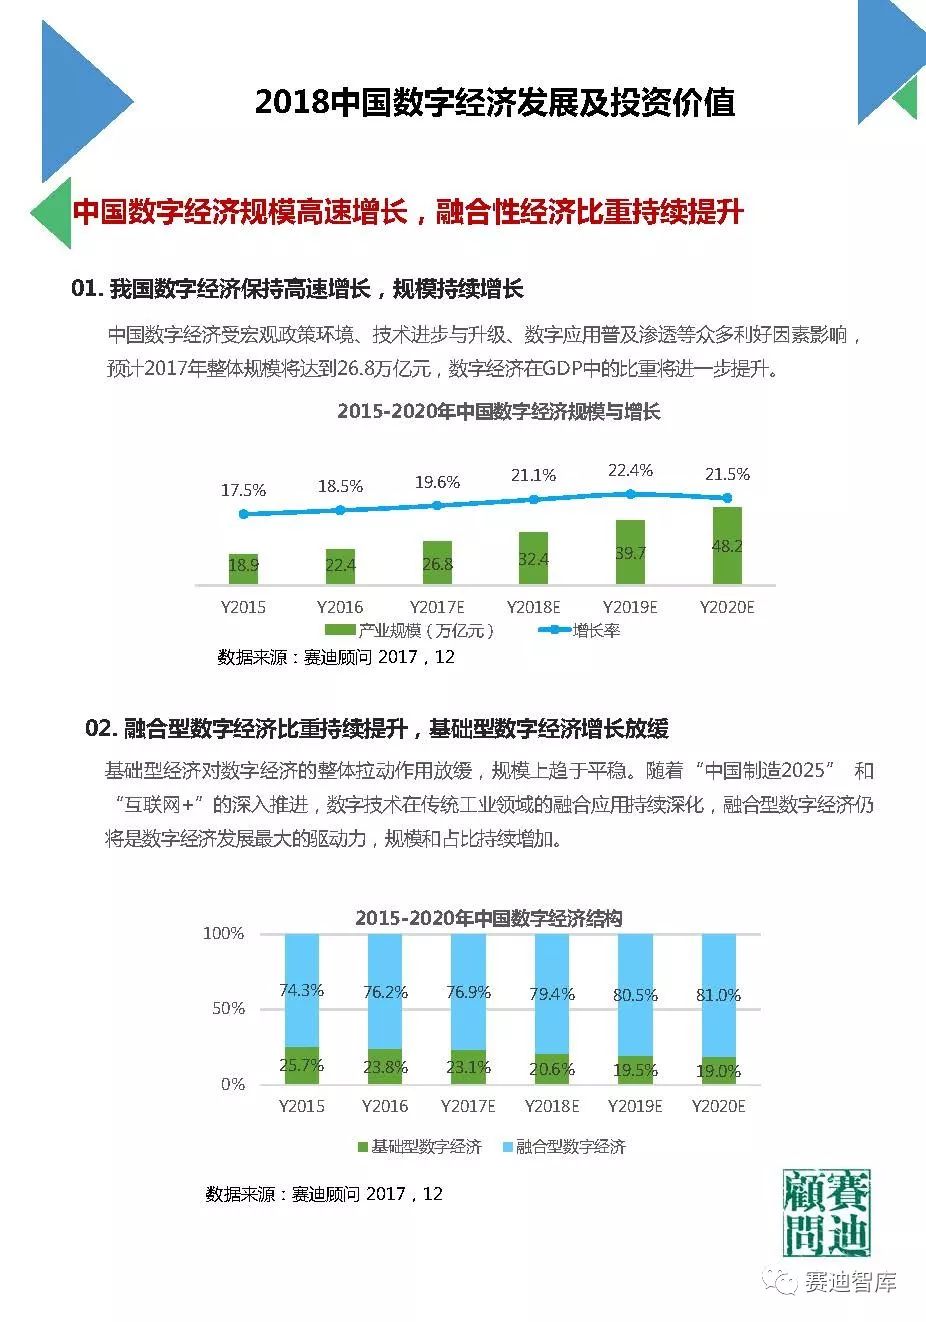 2018中国数字经济发展及投资价值
中国数字经济规模高速增长，融合性经济比重持续提升
01. 我国数字经济保持高速增长，规模持续增长
中国数字经济受宏观政策环境、技术进步与升级、数字应用普及渗透等众多利好因素影响，
预计2017年整体规模将达到26.8万亿元，数字经济在GDP中的比重将进一步提升。
2015-2020年中国数字经济规模与增长
17.5% 18.5% 19.6% 21.1% 22.4% 21.5%
18.9 22.4 26.8 32.4 39.7 48.2
Y2015 Y2016 Y2017E Y2018E Y2019E Y2020E
产业规模（万亿元） 增长率
数据来源：赛迪顾问 2017，12
02. 融合型数字经济比重持续提升，基础型数字经济增长放缓
基础型经济对数字经济的整体拉动作用放缓，规模上趋于平稳。随着“中国制造2025” 和
“互联网+”的深入推进，数字技术在传统工业领域的融合应用持续深化，融合型数字经济仍
将是数字经济发展最大的驱动力，规模和占比持续增加。
2015-2020年中国数字经济结构
100%
74.3% 76.2% 76.9% 79.4% 80.5% 81.0%
50%
25.7% 23.8% 23.1% 20.6% 19.5% 19.0%
0%
Y2015 Y2016 Y2017E Y2018E Y2019E Y2020E
基础型数字经济 融合型数字经济
数据来源：赛迪顾问 2017，12
賽迪顧問
赛迪智库